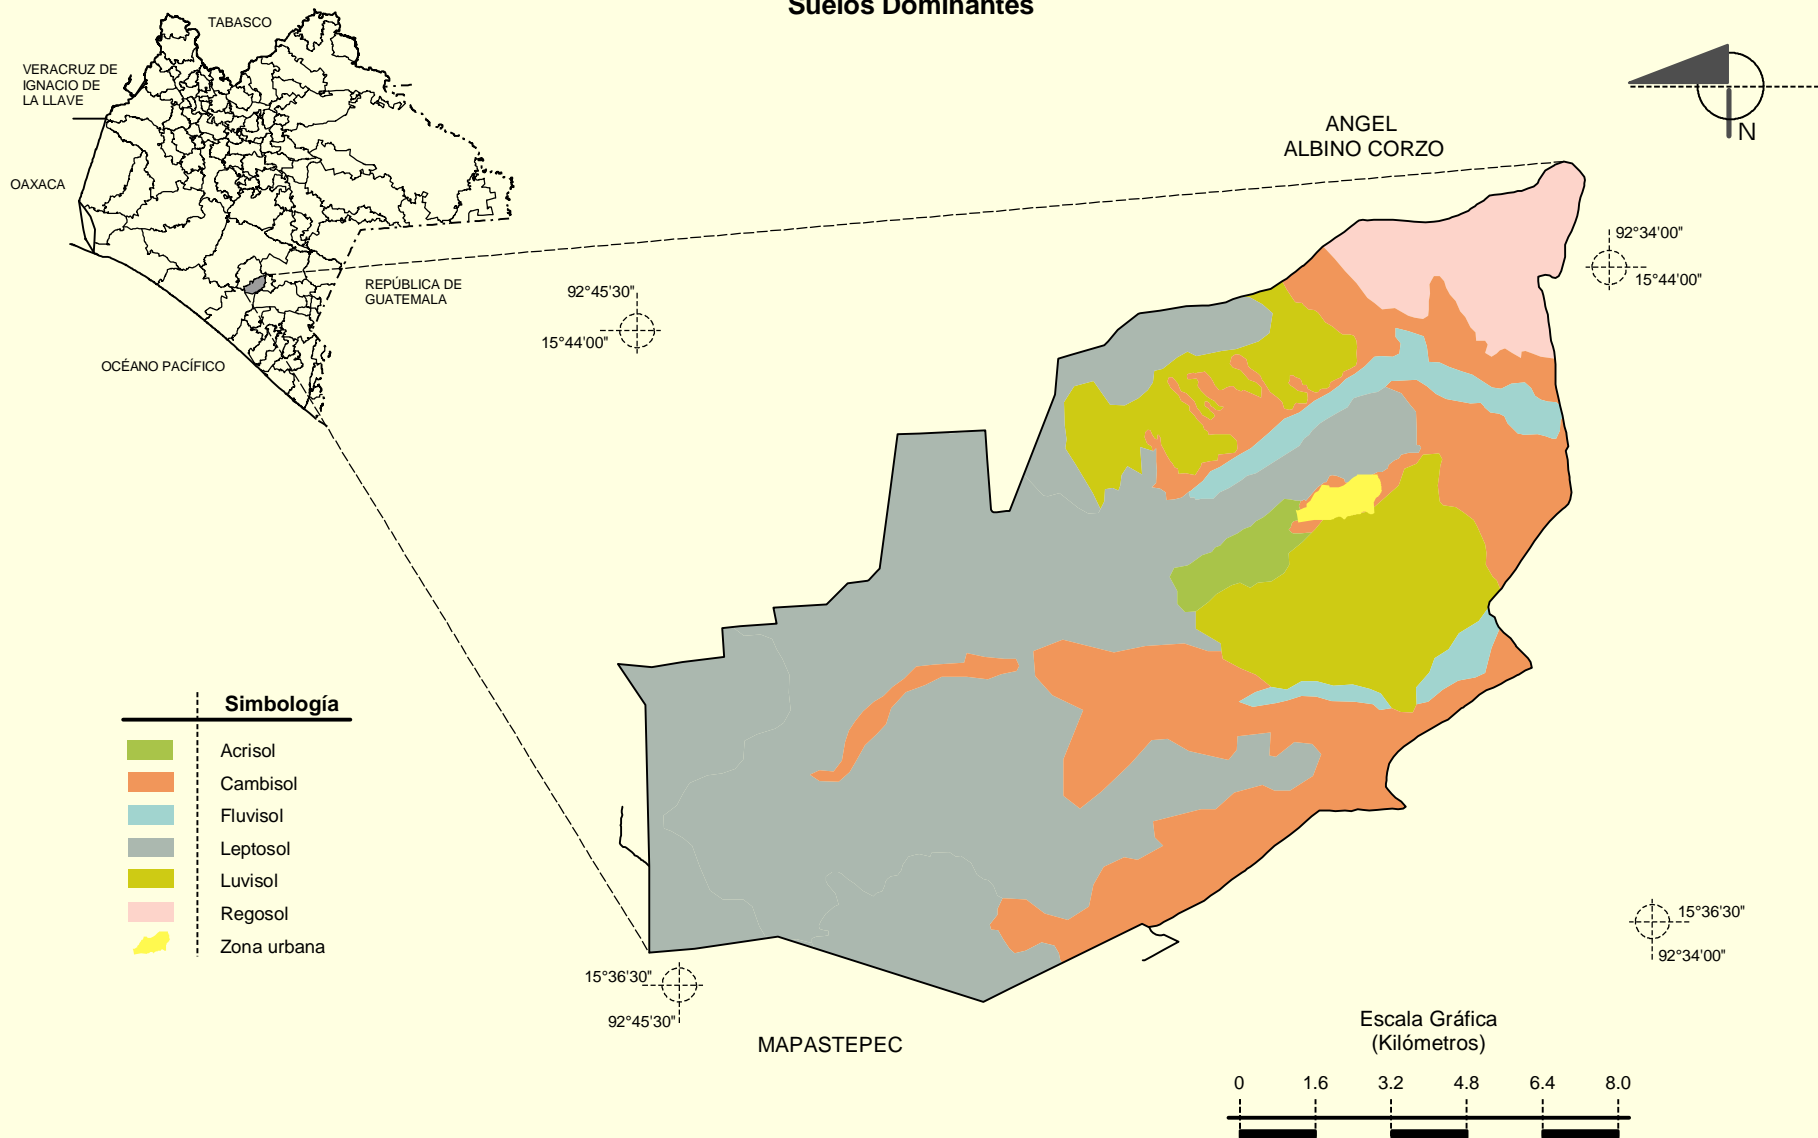 Suelos Dominantes
TABASCO
VERACRUZ DE
IGNACIO DE
LA LLAVE
OAXACA
REPÚBLICA DE
GUATEMALA
OCÉANO PACÍFICO
N
ANGEL
ALBINO CORZO
92°34'00"
15°44'00"
92°45'30"
15°44'00"
Simbología
Acrisol
Cambisol
Fluvisol
Leptosol
Luvisol
Regosol
Zona urbana
15°36'30"
92°34'00"
15°36'30"
92°45'30"
MAPASTEPEC
Escala Gráfica
(Kilómetros)
0 1.6 3.2 4.8 6.4 8.0